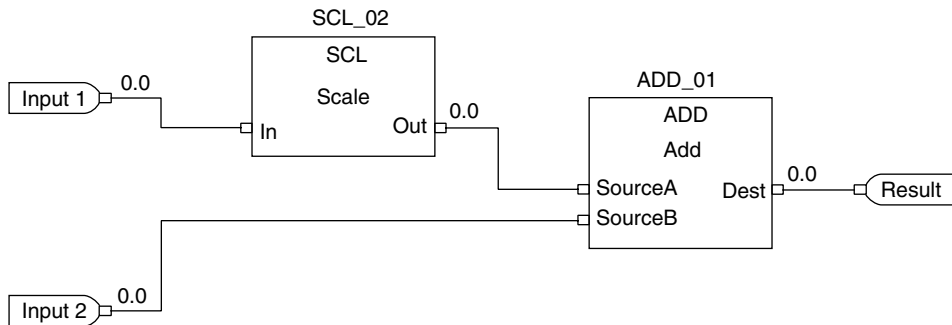 SCL_02
SCL
Scale
0.0
Input 1
In
Out
0.0
ADD_01
ADD
Add
SourceA
SourceB
Dest
0.0
Result
0.0
Input 2